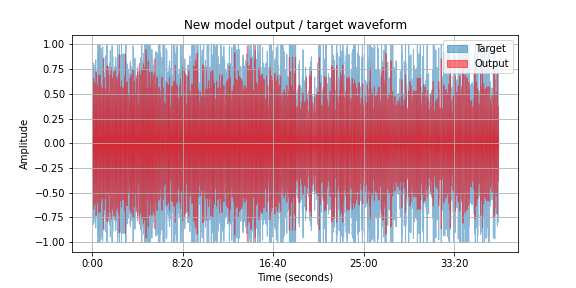 New model output / target waveform
Target
Output
1.00
0.75
0.50
0.25
0.00
−0.25
−0.50
−0.75
−1.00
Amplitude
0:00 8:20 16:40 25:00 33:20
Time (seconds)